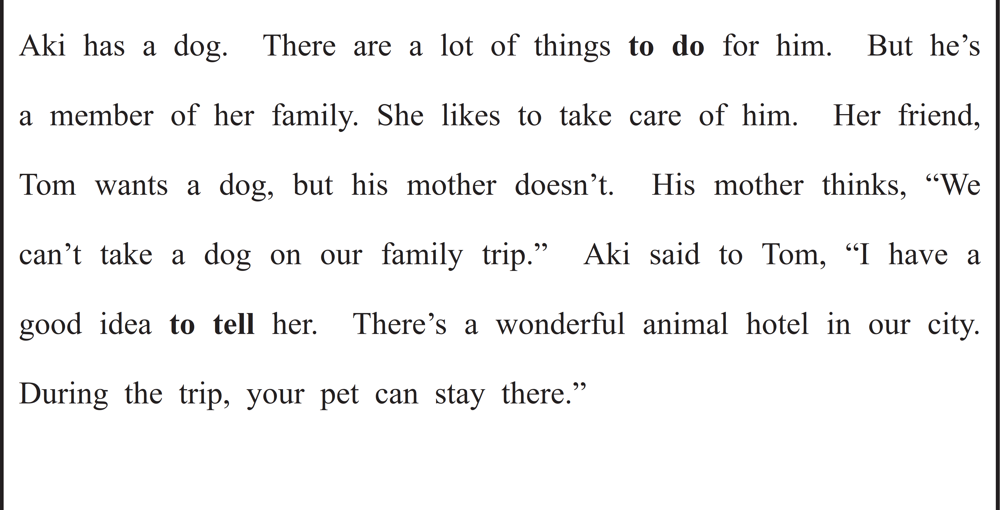 Aki has a dog. There are a lot of things to do for him. But he’s
a member of her family. She likes to take care of him. Her friend,
Tom wants a dog, but his mother doesn’t. His mother thinks, “We
can’t take a dog on our family trip.” Aki said to Tom, “I have a
good idea to tell her. There’s a wonderful animal hotel in our city.
During the trip, your pet can stay there.”